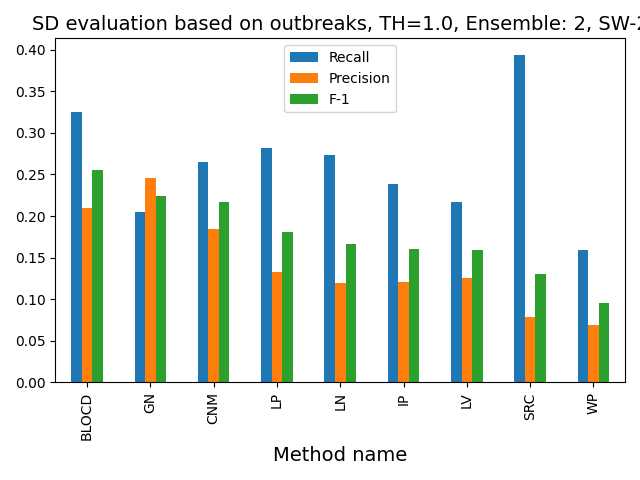 SD evaluation based on outbreaks, TH=1.0, Ensemble: 2, SW-
Recall
Precision
F-1
0.40
0.35
0.30
0.25
0.20
0.15
0.10
0.05
0.00
BLOCD
GN
CNM
LP
LN
IP
LV
SRC
WP
Method name